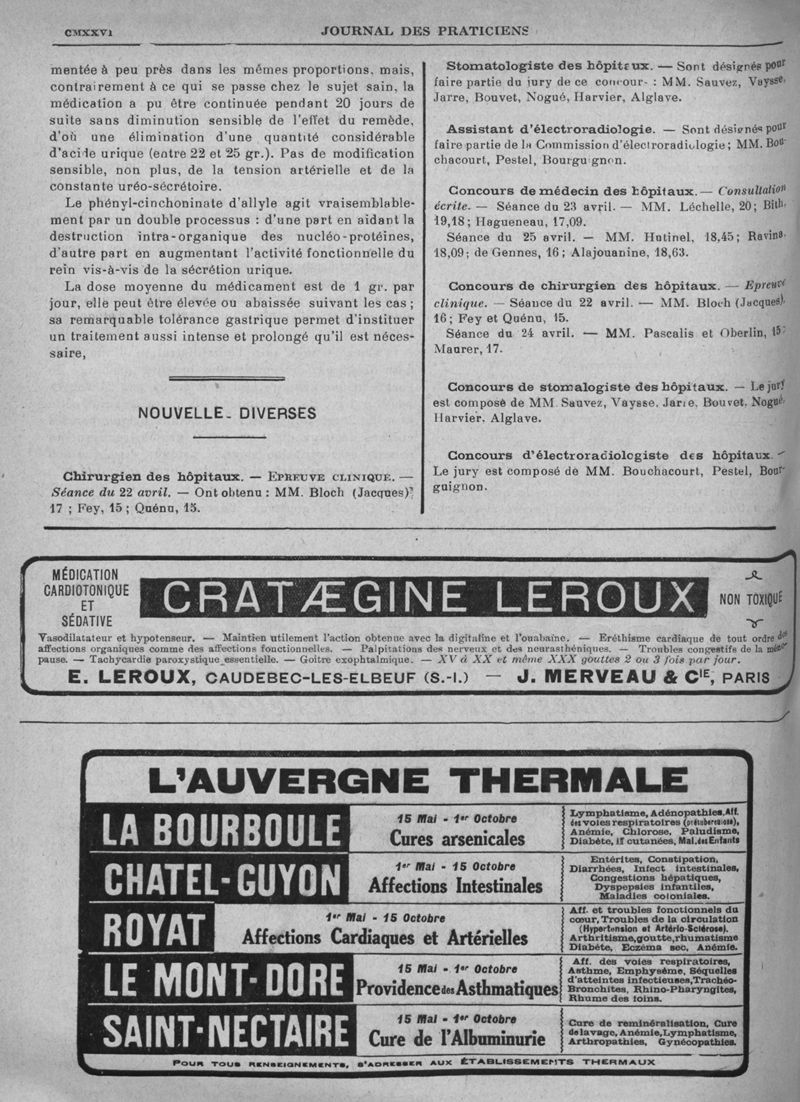 CMXXVI
JOURNAL DES PRATICIENS
mentée à peu près dans les mêmes proportions, mais,
contrairement à ce qui se passe chez le sujet sain, la
médication a pu être continuée pendant 20 jours de
suite sans diminution sensible de l'effet du remède,
d'où une élimination d'une quantité considérable
d'acide urique (entre 22 et 25 gr.). Pas de modification
sensible, non plus, de la tension artérielle et de la
constante uréo-sécrétoire.
Le phényl-cinchoninate d'allyle agit vraisemblable-
ment par un double processus : d'une part en aidant la
destruction intra-organique des nucléo-protéines,
d'autre part en augmentant l'activité fonctionnelle du
rein vis-à-vis de la sécrétion urique.
La dose moyenne du médicament est de 1 gr. par
jour, elle peut être élevée ou abaissée suivant les cas ;
sa remarquable tolérance gastrique permet d'instituer
un traitement aussi intense et prolongé qu'il est néces-
saire,
NOUVELLE_ DIVERSES
Chirurgien des hôpitaux. — EPREUVE CLINIQUE. —
Séance du 22 avril. — Ont obtenu : MM. Bloch (Jacques)
17 ; Fey, 15 ; Quénu, 15.
Stomatologiste des hôpitaux. — Sont désignés pour
faire partie du jury de ce concour- : MM. Sauvez, Vaysse,
Jarre, Bouvet, Nogué, Harvier, Alglave.
Assistant d'électroradiologie. — Sont désignés pour
faire partie de la Commission d'électroradiologie ; MM. Bou-
chacourt, Pestel, Bourguignon.
Concours de médecin des hôpitaux. — Consultation
écrite. — Séance du 23 avril. — MM. Léchelle, 20 ; Bith,
19,18 ; Hagueneau, 17,09.
Séance du 25 avril. — MM. Hutinel, 18,45 ; Ravina,
18,09 ; de Gennes, 16 ; Alajouanine, 18,63.
Concours de chirurgien des hôpitaux. — Epreuve
clinique. — Séance du 22 avril. — MM. Bloch (Jacques),
16 ; Fey et Quénu, 15.
Séance du 24 avril. — MM. Pascalis et Oberlin, 15 ;
Maurer, 17.
Concours de stomalogiste des hôpitaux. — Le jury
est composé de MM. Sauvez, Vaysse, Jarre, Bouvet, Nogué,
Harvier, Alglave.
Concours d'électroradiologiste des hôpitaux. —
Le jury est composé de MM. Bouchacourt, Pestel, Bour-
guignon.
MÉDICATION
CARDIOTONIQUE
ET
SÉDATIVE
CRATÆGINE LEROUX
NON TOXIQUE
Vasodilatateur et hypotenseur. — Maintien utilement l'action obtenue avec la digitaline et l'ouabaïne. — Eréthisme cardiaque de tout ordre des
affections organiques comme des affections fonctionnelles. — Palpitations des nerveux et des neurasthéniques. — Troubles congestifs de la méno-
pause. — Tachycardie paroxystique essentielle. — Goitre exophtalmique. — XV à XX et même XXX gouttes 2 ou 3 fois par jour.
E. LEROUX, CAUDEBEC-LES-ELBEUF (S.-I.) — J. MERVEAU & CIE, PARIS
L'AUVERGNE THERMALE
LA BOURBOULE
15 Mai - 1er Octobre
Cures arsenicales
Lymphatisme, Adénopathies, Aff.
des voies respiratoires (prétuberculose),
Anémie, Chlorose, Paludisme,
Diabète, ff cutanées, Mal. des Enfants
CHATEL-GUYON
1er Mai - 15 Octobre
Affections Intestinales
Entérites, Constipation,
Diarrhées, Infect intestinales,
Congestions hépatiques,
Dyspepsies infantiles,
Maladies coloniales.
ROYAT
1er Mai - 15 Octobre
Affections Cardiaques et Artérielles
Aff. et troubles fonctionnels du
cœur, Troubles de la circulation
(Hypertension et Artério-Sclérose).
Arthritisme, goutte, rhumatisme
Diabète, Eczéma sec, Anémie.
LE MONT-DORE
15 Mai - 1er Octobre
Providence des Asthmatiques
Aff. des voies respiratoires,
Asthme, Emphysème, Séquelles
d'atteintes infectieuses, Trachéo-
Bronchites, Rhino-Pharyngites,
Rhume des foins.
SAINT-NECTAIRE
15 Mai - 1er Octobre
Cure de l'Albuminurie
Cure de reminéralisation, Cure
de lavage, Anémie, Lymphatisme,
Arthropathies, Gynécopathies.
POUR TOUS RENSEIGNEMENTS, S'ADRESSER AUX ÉTABLISSEMENTS THERMAUX